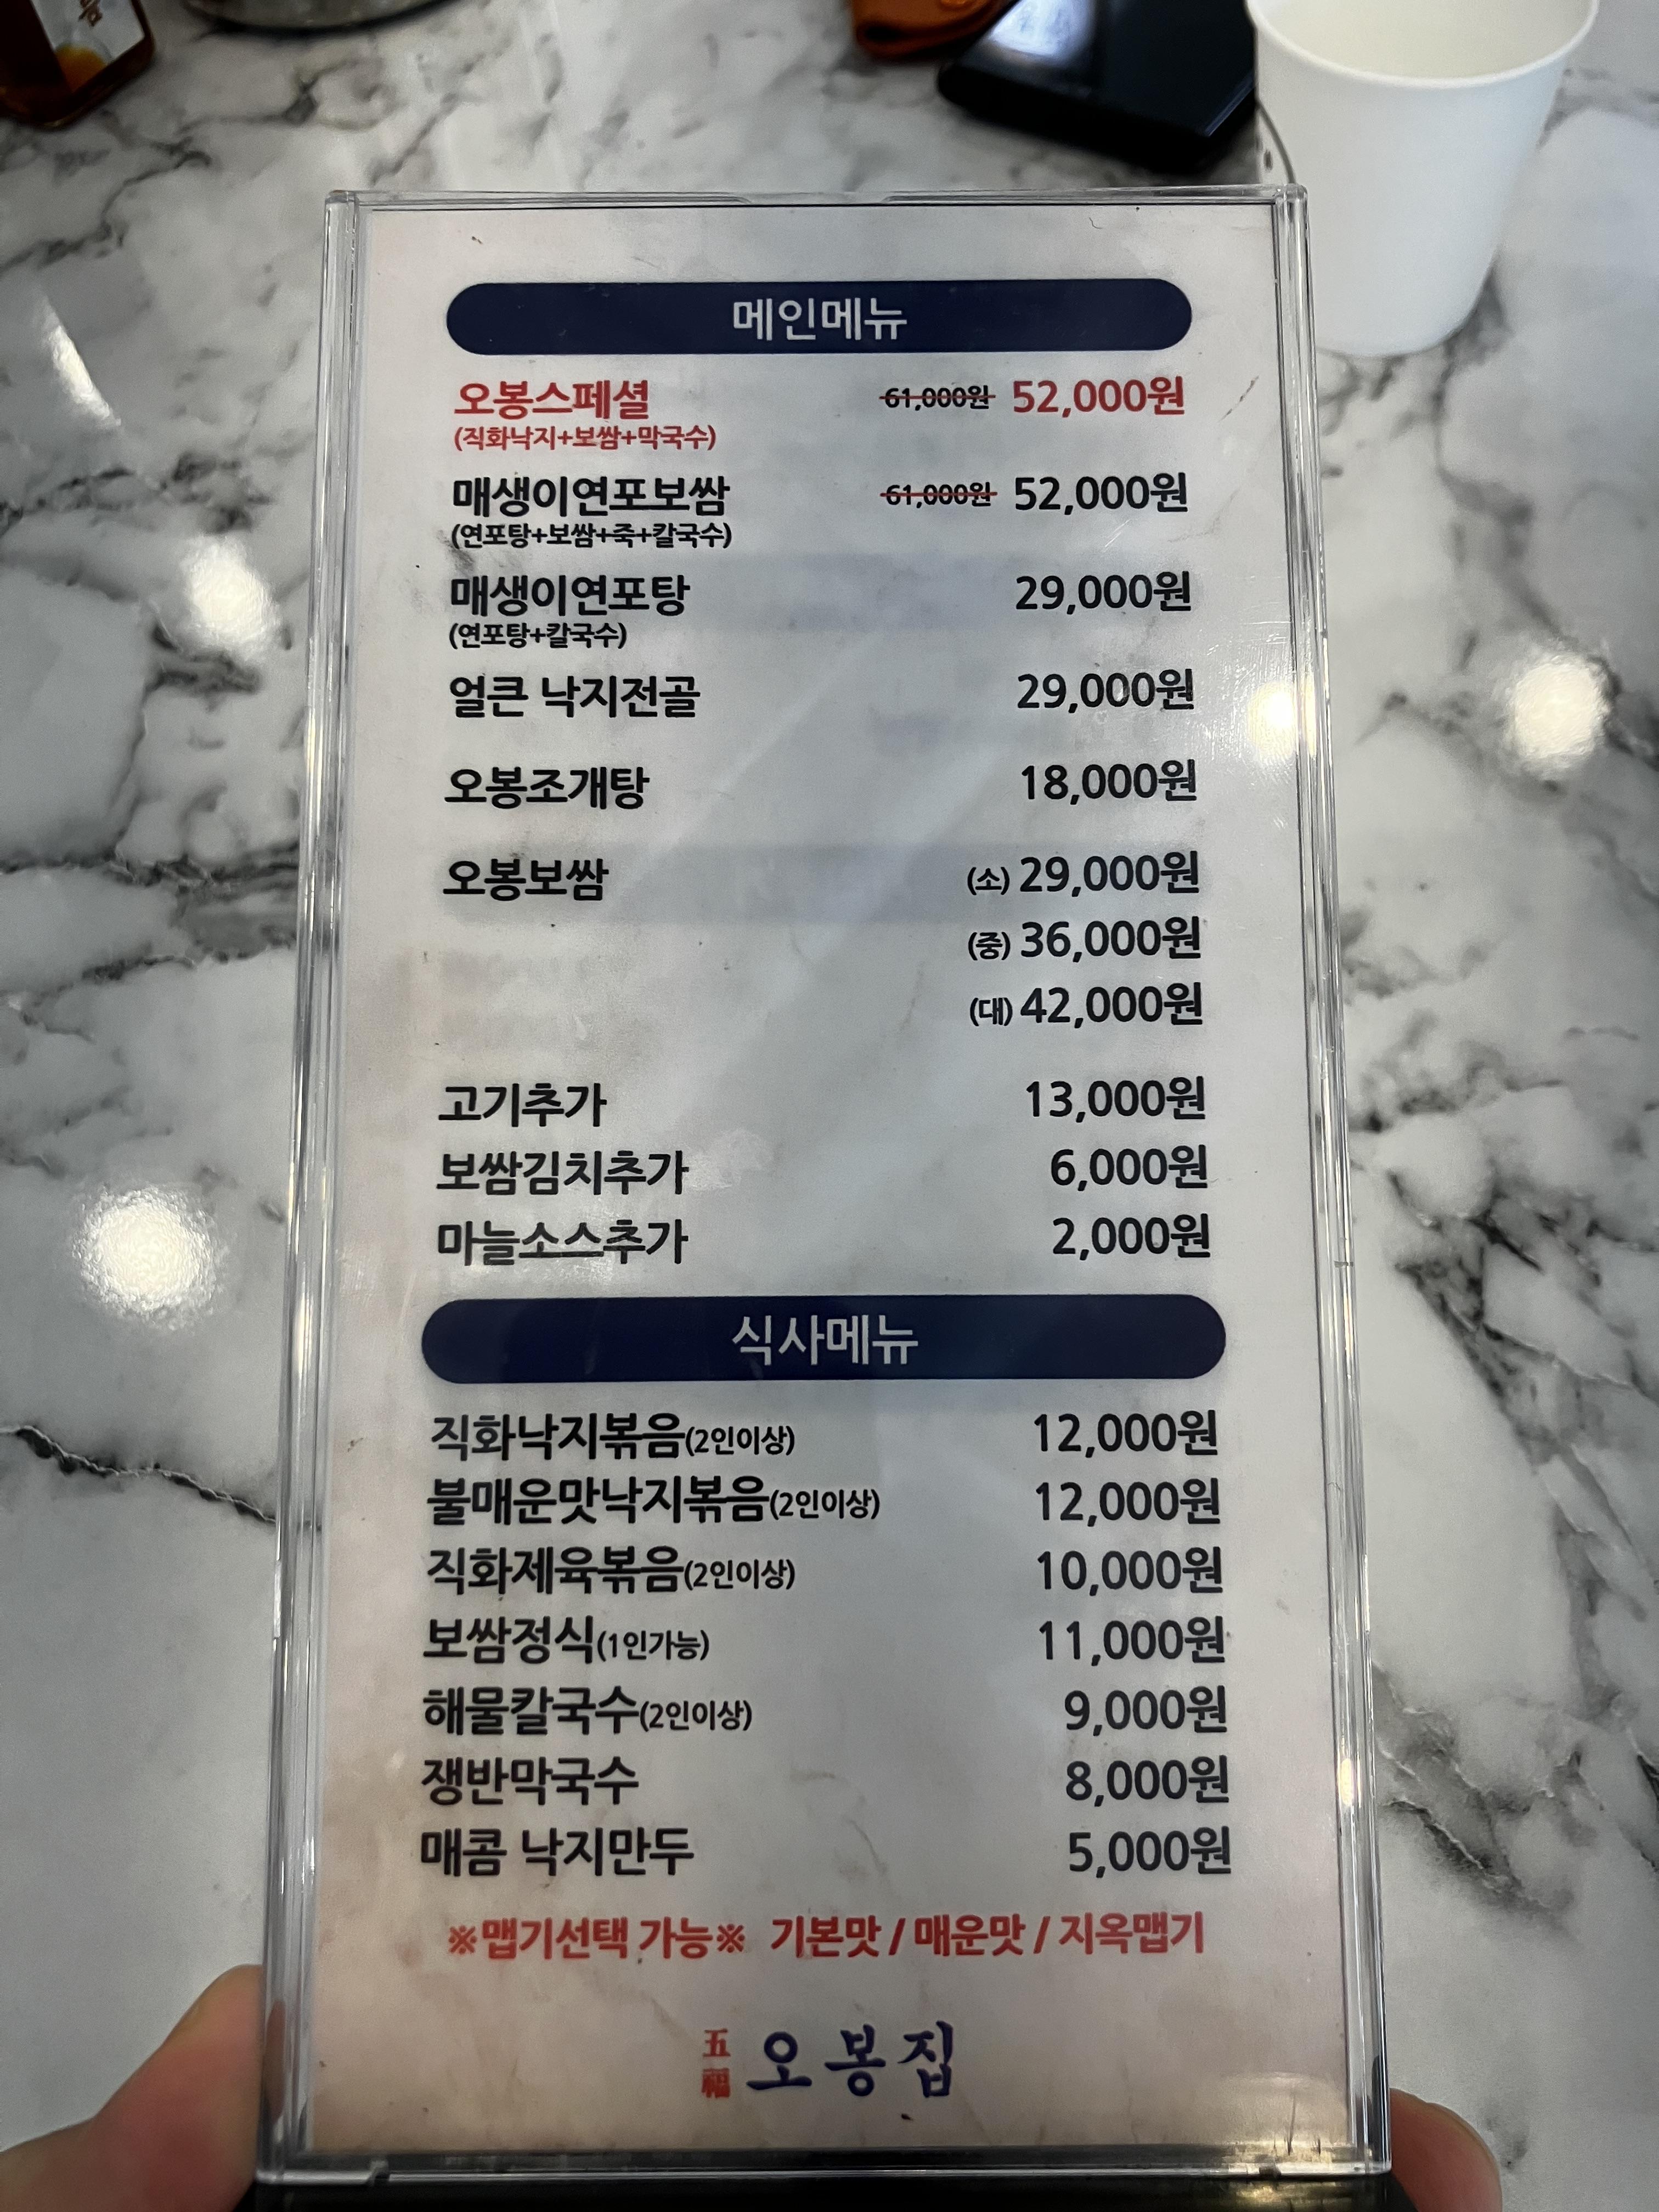 메인메뉴
오봉스페셜 61,000원 52,000원
(직화낙지+보쌈+막국수)
매생이연포보쌈 61,000원 52,000원
(연포탕+보쌈+죽+칼국수)
매생이연포탕 29,000원
(연포탕+칼국수)
얼큰 낙지전골 29,000원
오봉조개탕 18,000원
오봉보쌈 (소) 29,000원
(중) 36,000원
(대) 42,000원
고기추가 13,000원
보쌈김치추가 6,000원
마늘소스추가 2,000원
식사메뉴
직화낙지볶음(2인이상) 12,000원
불매운맛낙지볶음(2인이상) 12,000원
직화제육볶음(2인이상) 10,000원
보쌈정식(1인가능) 11,000원
해물칼국수(2인이상) 9,000원
쟁반막국수 8,000원
매콤 낙지만두 5,000원
※맵기선택 가능※ 기본맛 / 매운맛 / 지옥맵기
五福 오봉집